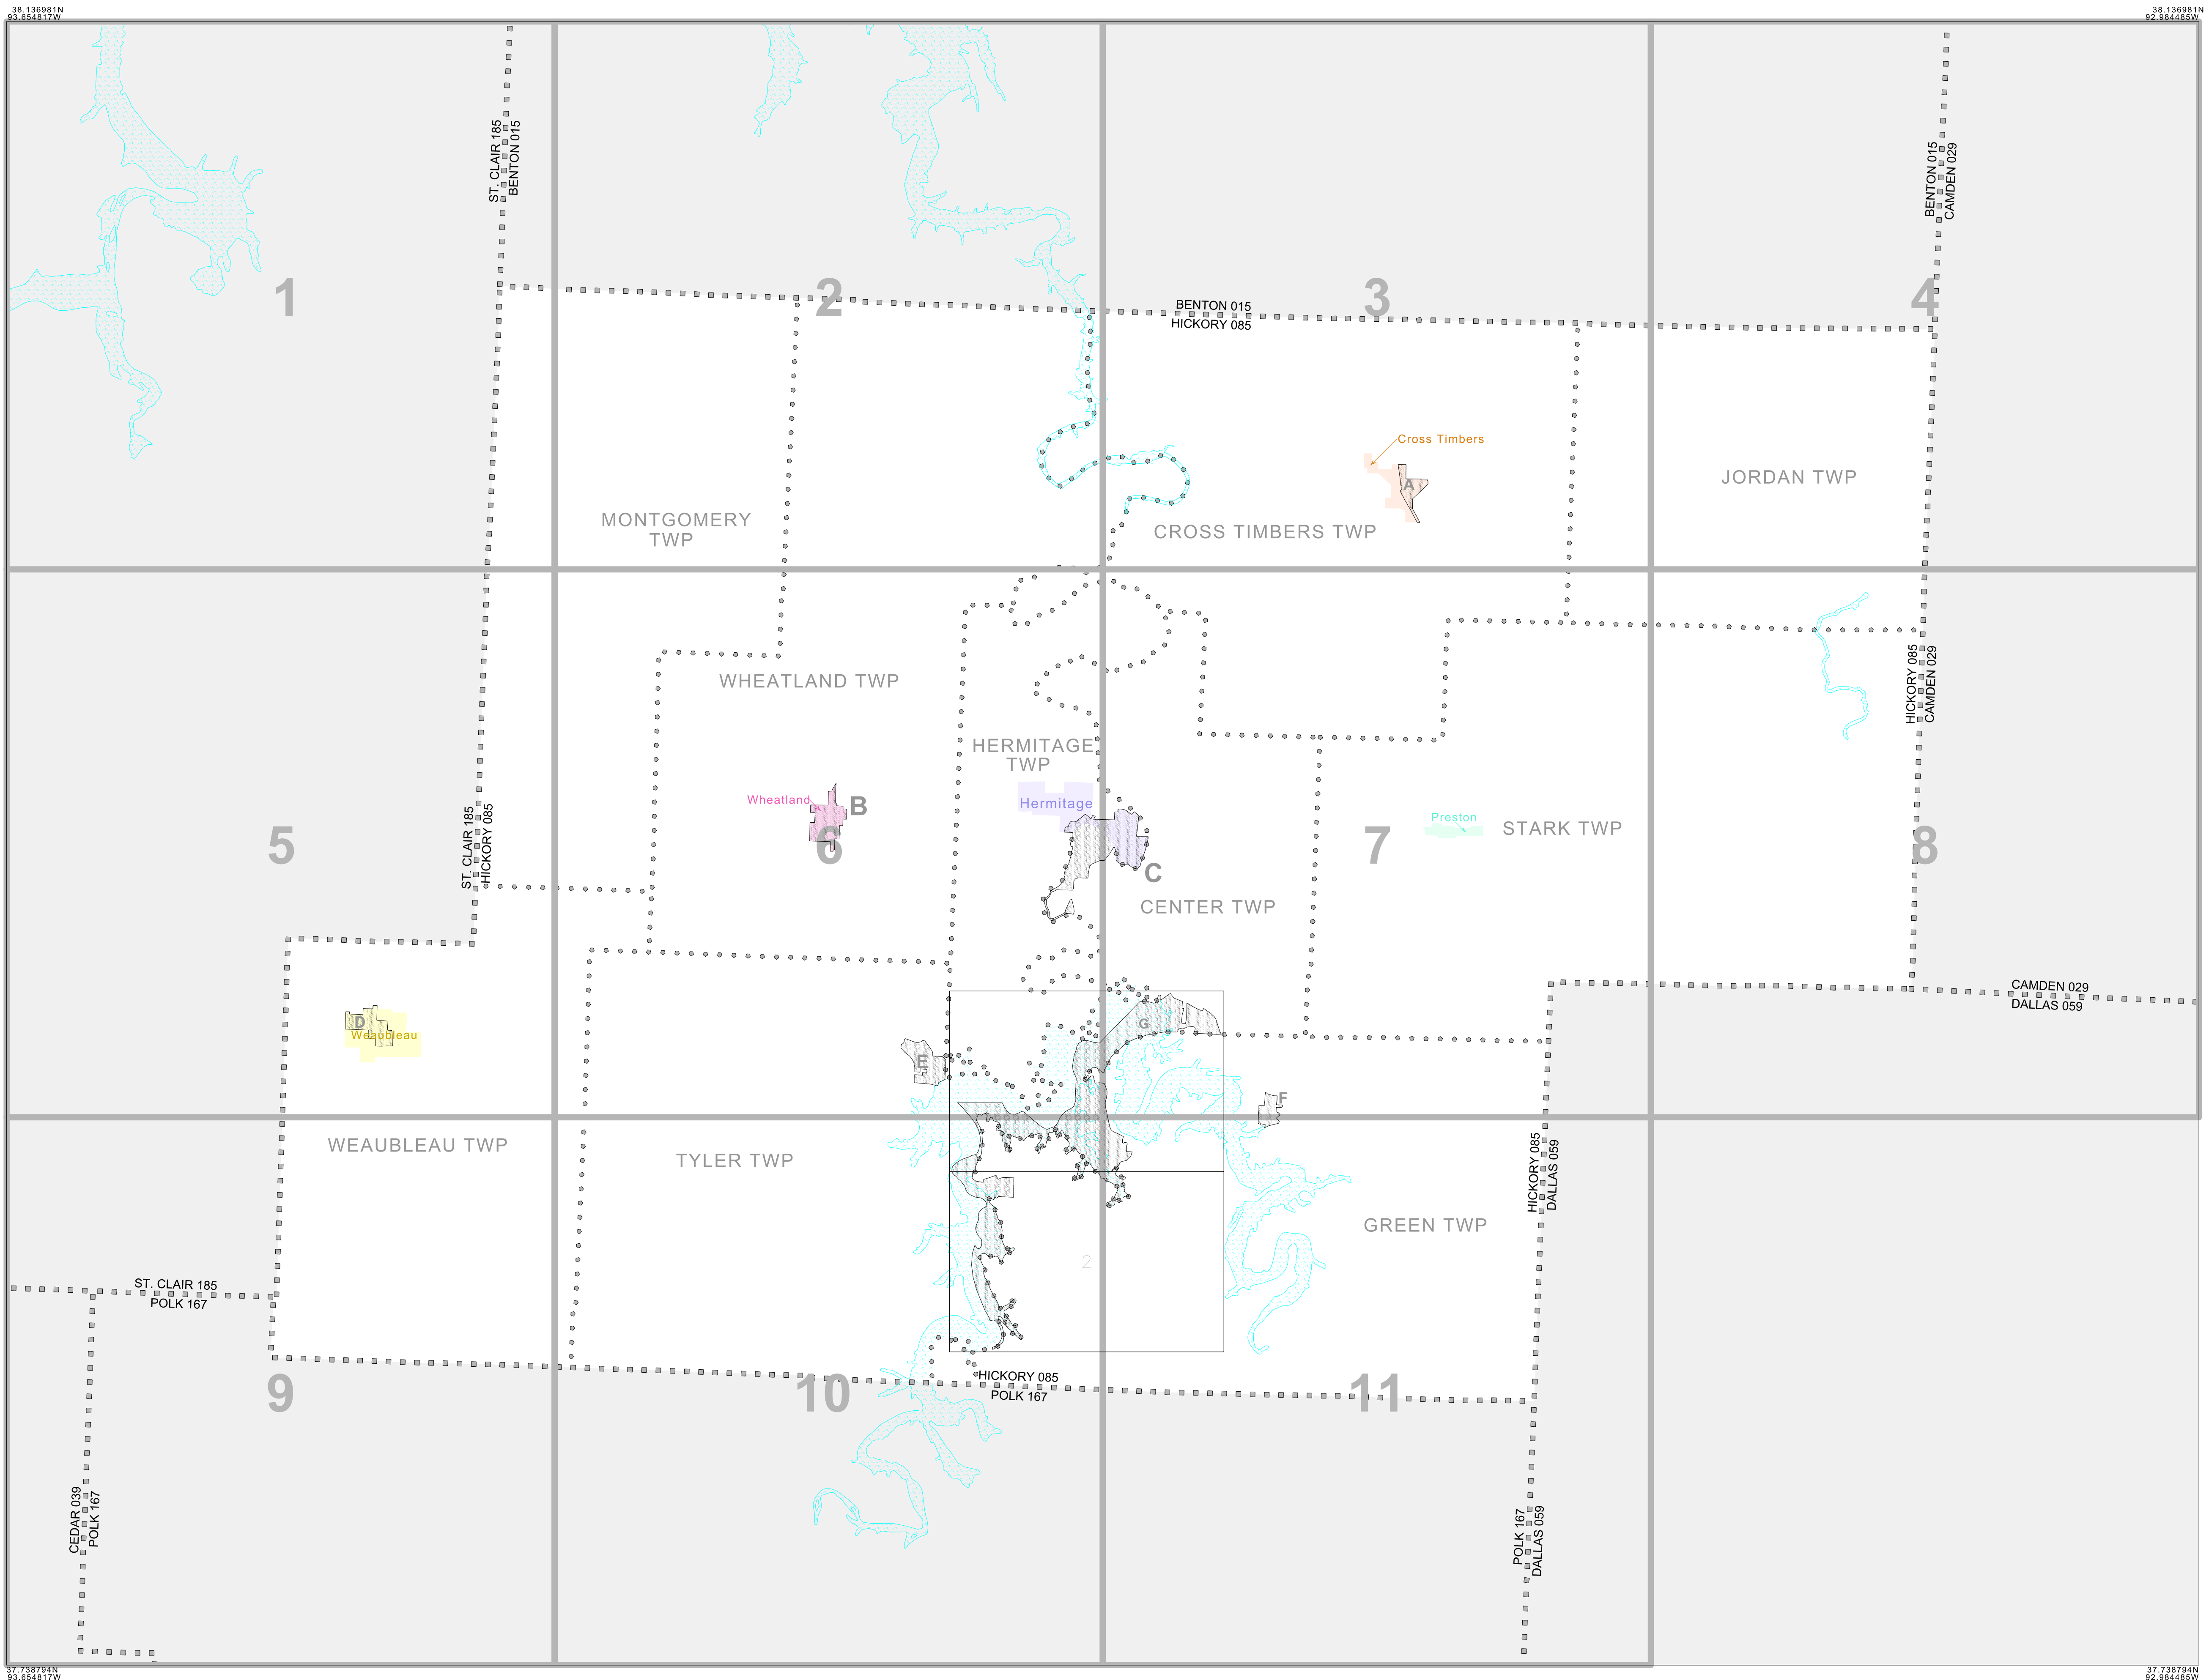 38.136981N
93.654817W
38.136981N
92.984485W
ST. CLAIR 185
BENTON 015
BENTON 015
CAMDEN 029
1
2
3
4
BENTON 015
HICKORY 085
Cross Timbers
A
JORDAN TWP
MONTGOMERY
TWP
CROSS TIMBERS TWP
WHEATLAND TWP
HICKORY 085
CAMDEN 029
HERMITAGE
TWP
Wheatland
B
Hermitage
Preston
STARK TWP
5
6
7
8
ST. CLAIR 185
HICKORY 085
C
CENTER TWP
CAMDEN 029
DALLAS 059
D
Weaubleau
G
E
F
WEAUBLEAU TWP
TYLER TWP
HICKORY 085
DALLAS 059
GREEN TWP
2
ST. CLAIR 185
POLK 167
HICKORY 085
POLK 167
9
10
11
CEDAR 039
POLK 167
POLK 167
DALLAS 059
37.738794N
93.654817W
37.738794N
92.984485W